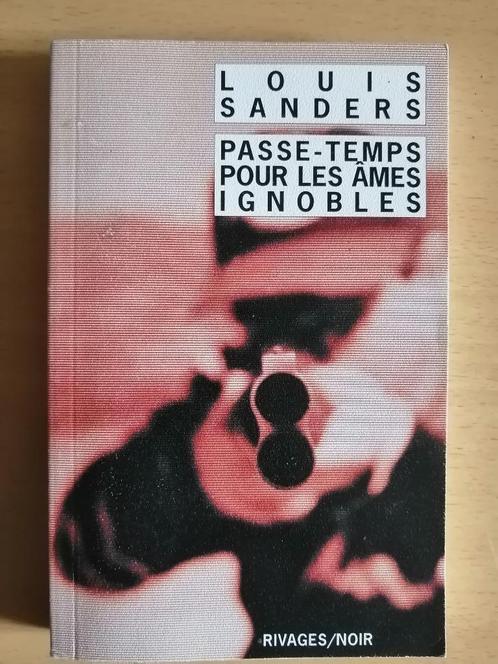 LOUIS
SANDERS
PASSE-TEMPS
POUR LES ÂMES
IGNOBLES
RIVAGES/NOIR